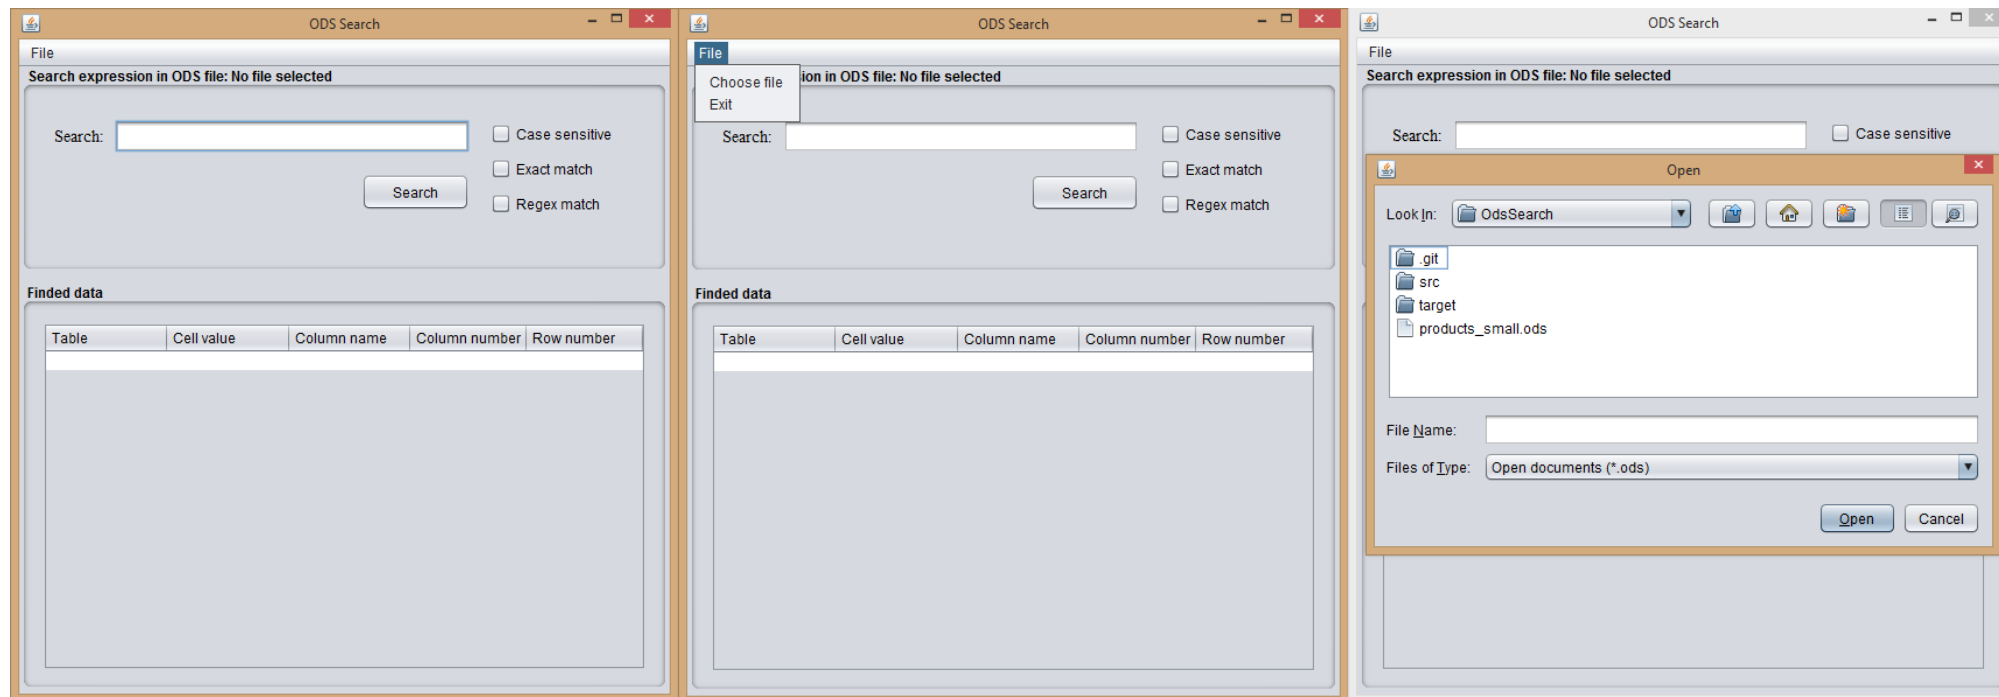 ODS Search
File
Search expression in ODS file: No file selected
Search:
Case sensitive
Exact match
Search
Regex match
Finded data
Table Cell value Column name Column number Row number
ODS Search
File
Choose file
Exit
ion in ODS file: No file selected
Search:
Case sensitive
Exact match
Search
Regex match
Finded data
Table Cell value Column name Column number Row number
ODS Search
File
Search expression in ODS file: No file selected
Search:
Case sensitive
Open
Look In: OdsSearch
.git
src
target
products_small.ods
File Name:
Files of Type: Open documents (*.ods)
Open Cancel